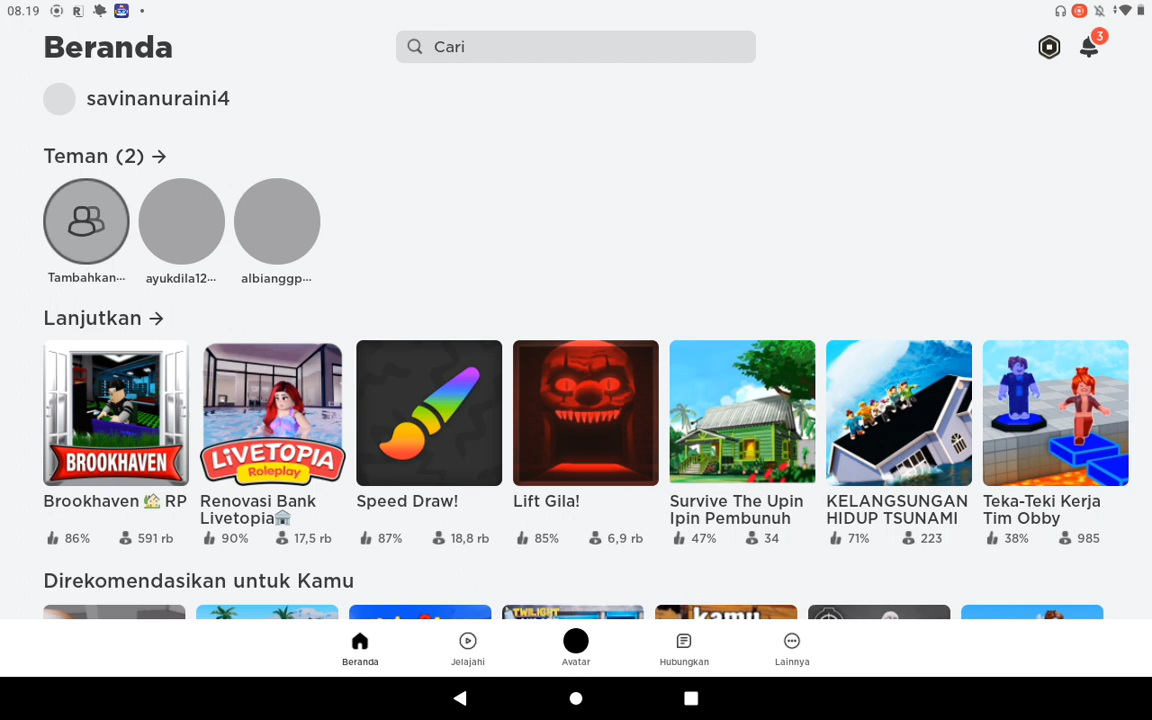 08.19
Beranda
Cari
3
savinanuraini4
Teman (2) →
Tambahkan...
ayukdila12...
albianggp...
Lanjutkan →
BROOKHAVEN
LIVETOPIA
Roleplay
Brookhaven 🏡 RP
Renovasi Bank
Livetopia🏛️
Speed Draw!
Lift Gila!
Survive The Upin
Ipin Pembunuh
KELANGSUNGAN
HIDUP TSUNAMI
Teka-Teki Kerja
Tim Obby
86% 591 rb
90% 17,5 rb
87% 18,8 rb
85% 6,9 rb
47% 34
71% 223
38% 985
Direkomendasikan untuk Kamu
TWILIGHT
kamu
Beranda
Jelajahi
Avatar
Hubungkan
Lainnya